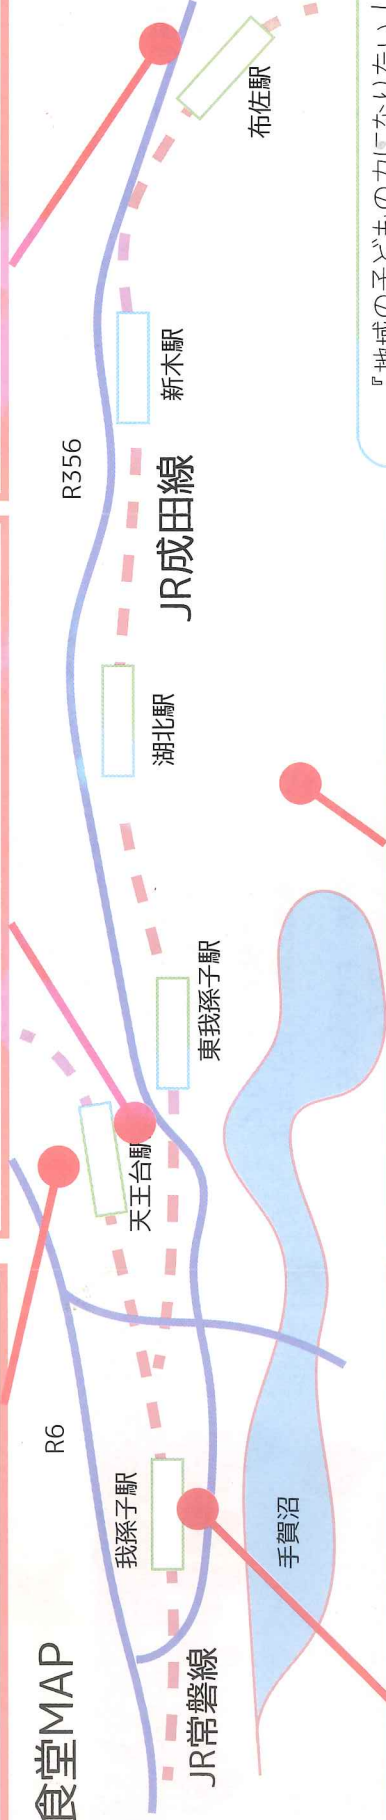 食堂MAP
R6
我孫子駅
JR常磐線
手賀沼
天王台駅
東我孫子駅
湖北駅
JR成田線
R356
新木駅
布佐駅
『地域の子どもの力になりたい